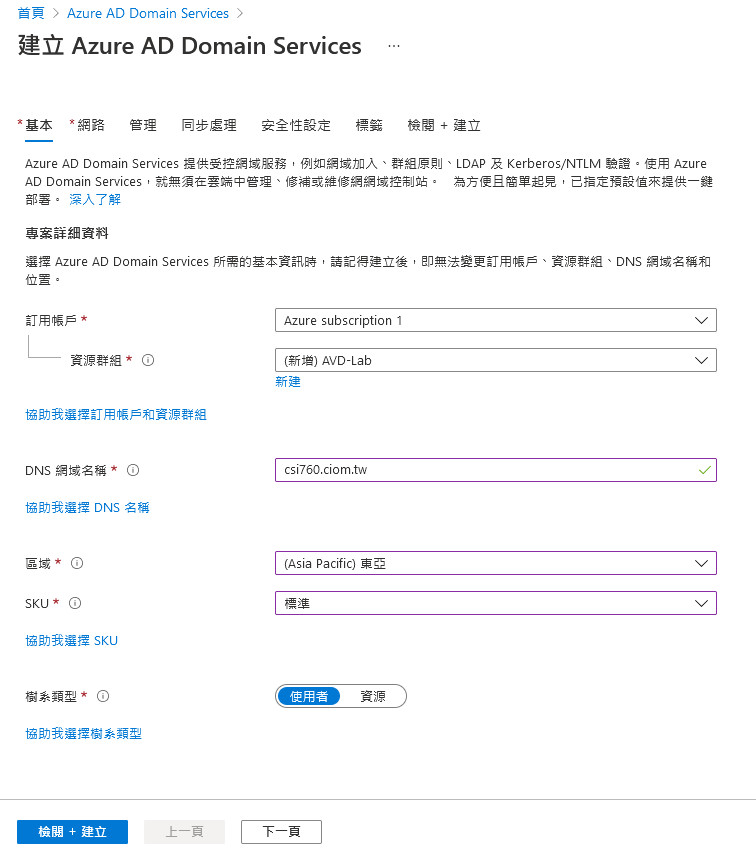 首頁 > Azure AD Domain Services >
建立 Azure AD Domain Services ...
*基本 *網路 管理 同步處理 安全性設定 標籤 檢閱 + 建立
Azure AD Domain Services 提供受控網域服務，例如網域加入、群組原則、LDAP 及 Kerberos/NTLM 驗證。使用 Azure
AD Domain Services，就無須在雲端中管理、修補或維修網網域控制站。 為方便且簡單起見，已指定預設值來提供一鍵
部署。 深入了解
專案詳細資料
選擇 Azure AD Domain Services 所需的基本資訊時，請記得建立後，即無法變更訂用帳戶、資源群組、DNS 網域名稱和
位置。
訂用帳戶 * Azure subscription 1
資源群組 * (新增) AVD-Lab
新建
協助我選擇訂用帳戶和資源群組
DNS 網域名稱 * csi760.ciom.tw
協助我選擇 DNS 名稱
區域 * (Asia Pacific) 東亞
SKU * 標準
協助我選擇 SKU
樹系類型 * 使用者 資源
協助我選擇樹系類型
檢閱 + 建立 上一頁 下一頁